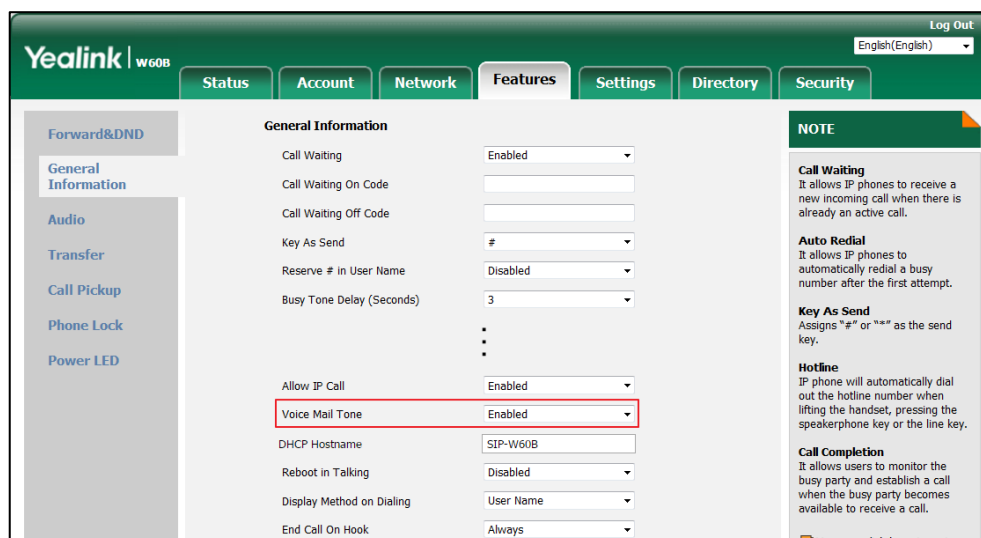 Log Out
Yealink | W60B
English(English)
Status Account Network Features Settings Directory Security
Forward&DND
General
Information
Audio
Transfer
Call Pickup
Phone Lock
Power LED
General Information
Call Waiting Enabled
Call Waiting On Code
Call Waiting Off Code
Key As Send #
Reserve # in User Name Disabled
Busy Tone Delay (Seconds) 3
Allow IP Call Enabled
Voice Mail Tone Enabled
DHCP Hostname SIP-W60B
Reboot in Talking Disabled
Display Method on Dialing User Name
End Call On Hook Always
NOTE
Call Waiting
It allows IP phones to receive a
new incoming call when there is
already an active call.
Auto Redial
It allows IP phones to
automatically redial a busy
number after the first attempt.
Key As Send
Assigns "#" or "*" as the send
key.
Hotline
IP phone will automatically dial
out the hotline number when
lifting the handset, pressing the
speakerphone key or the line key.
Call Completion
It allows users to monitor the
busy party and establish a call
when the busy party becomes
available to receive a call.